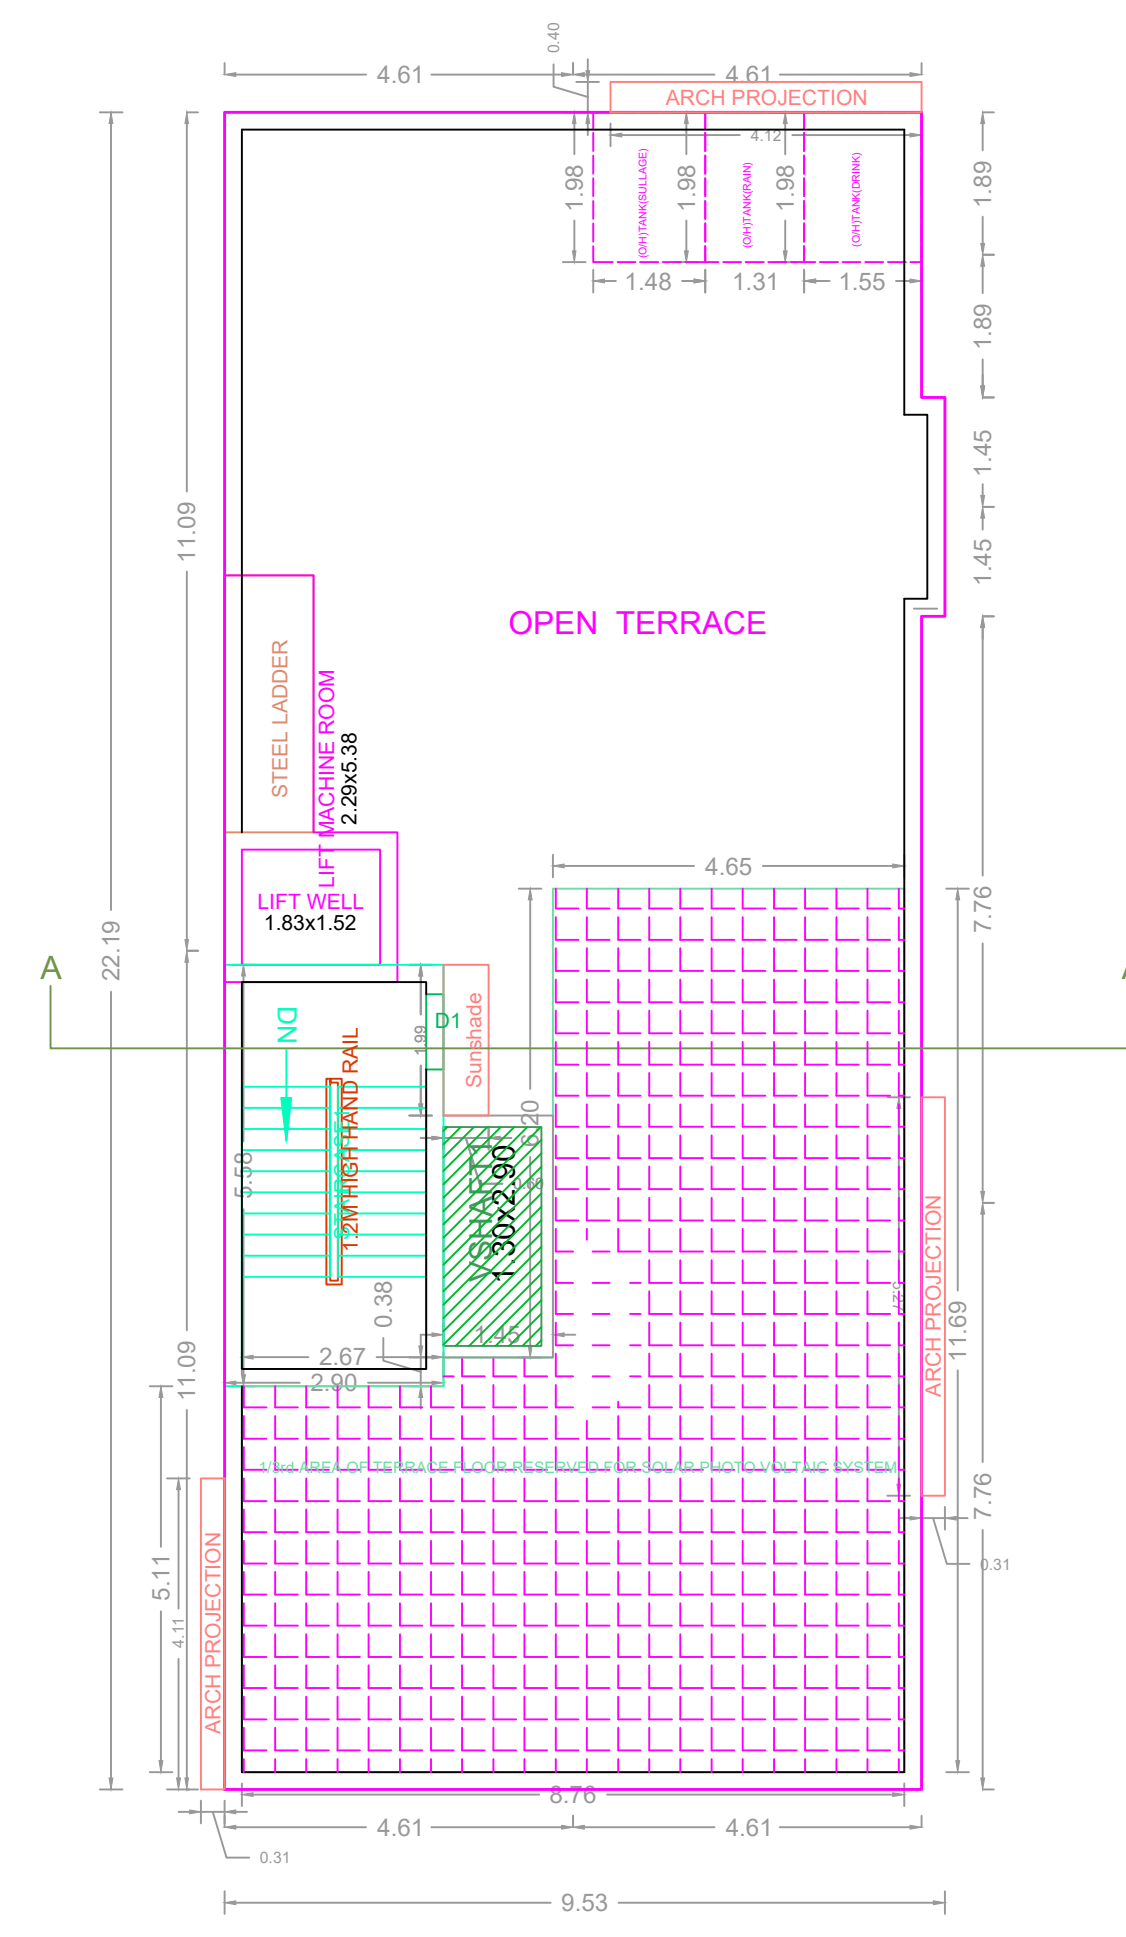 0.40
4.61
4.61
ARCH PROJECTION
4.12
1.98
(O/H)TANK(SULLAGE)
1.98
(O/H)TANK(RAIN)
1.98
(O/H)TANK(DRINK)
1.89
1.48
1.31
1.55
1.89
1.45
11.09
1.45
OPEN TERRACE
STEEL LADDER
LIFT MACHINE ROOM
2.29x5.38
4.65
LIFT WELL
1.83x1.52
22.19
7.76
A
DN
D1
1.99
Sunshade
1.2M HIGH HAND RAIL
STAIRCASE
5.58
6.20
VSHAFT1
1.30x2.90
0.60
ARCH PROJECTION
11.69
0.38
1.45
2.67
2.90
11.09
1/3rd AREA OF TERRACE FLOOR RESERVED FOR SOLAR PHOTO VOLTAIC SYSTEM
7.76
0.31
5.11
4.11
ARCH PROJECTION
8.76
4.61
4.61
0.31
9.53